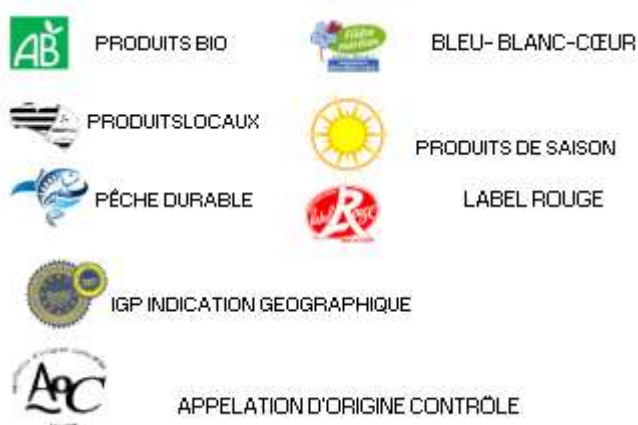 AB
PRODUITS BIO
BLEU- BLANC-CŒUR
PRODUITSLOCAUX
PRODUITS DE SAISON
PÊCHE DURABLE
Label Rouge
LABEL ROUGE
IGP INDICATION GEOGRAPHIQUE
AOC
APPELATION D'ORIGINE CONTRÔLE